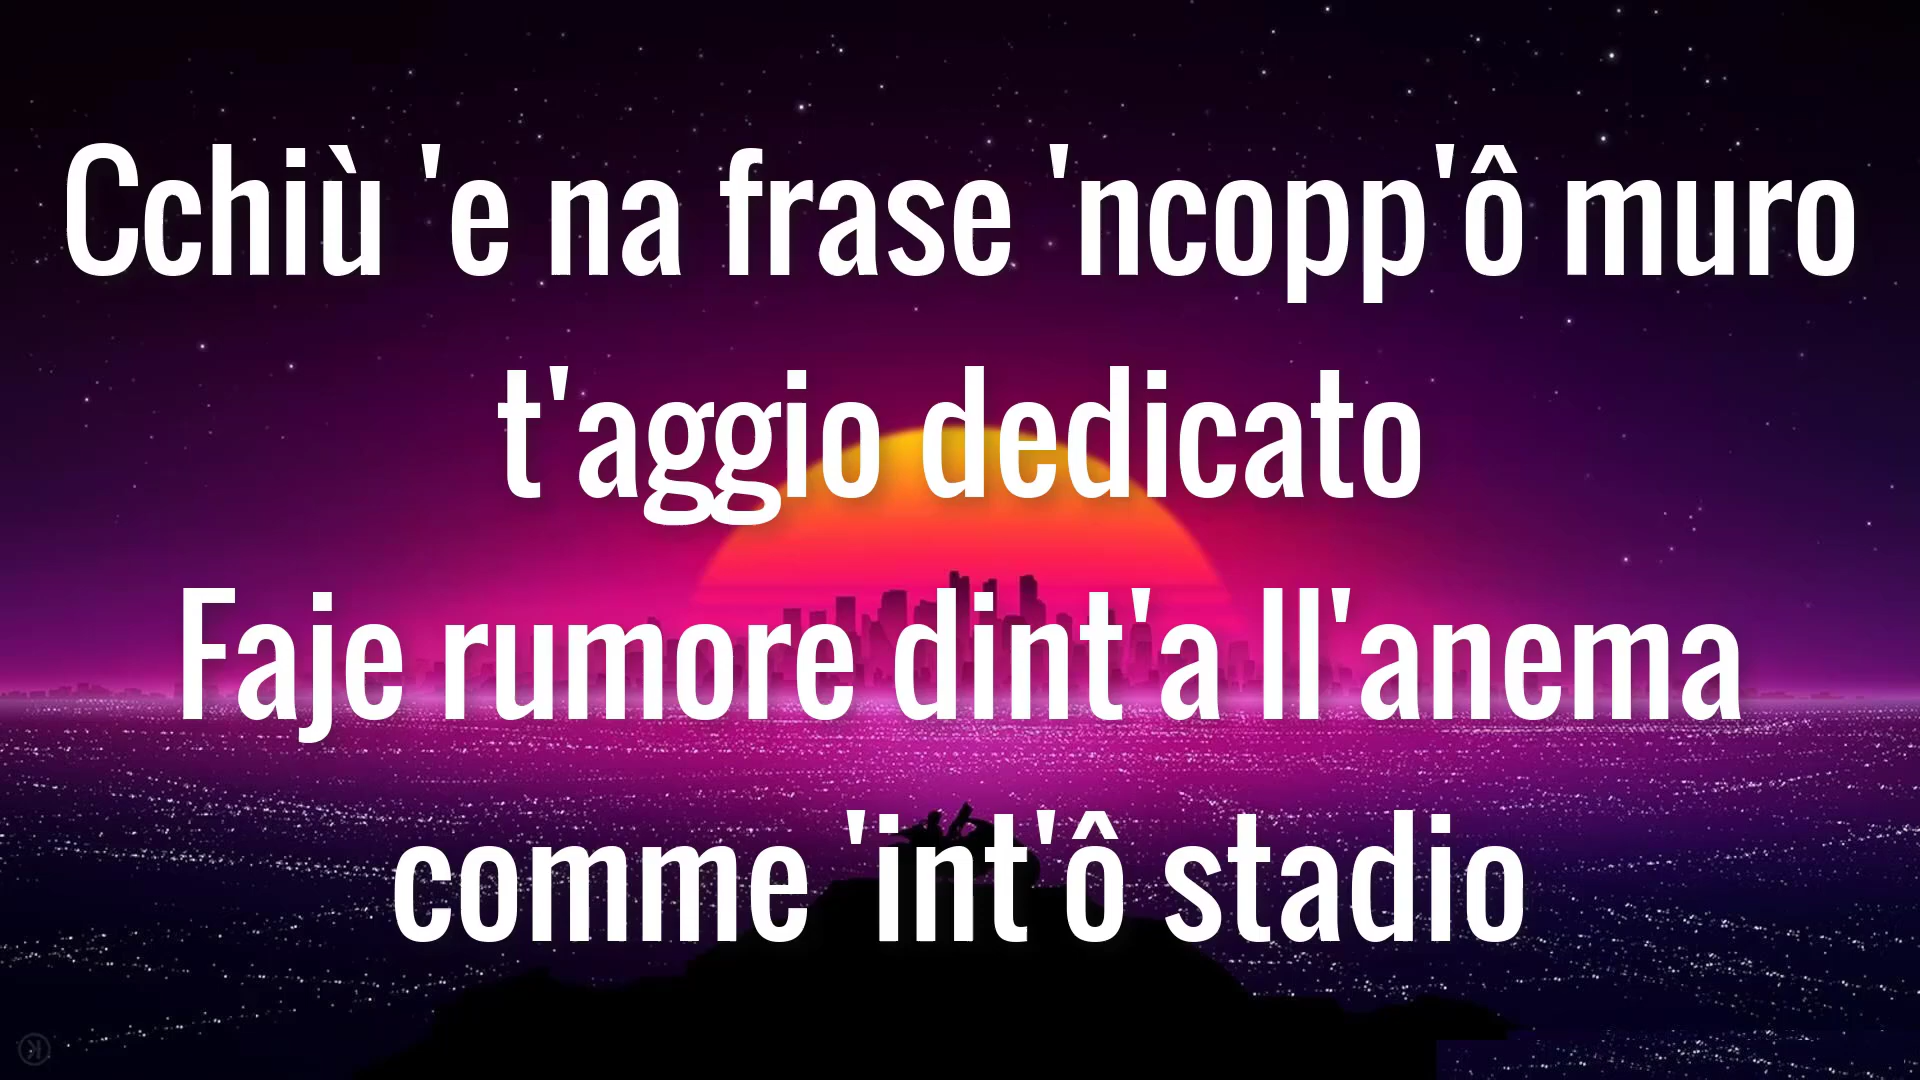 Cchiù 'e na frase 'ncopp'ô muro
t'aggio dedicato
Faje rumore dint'a ll'anema
comme 'int'ô stadio